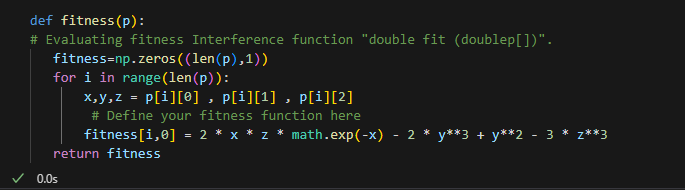 def fitness(p):
# Evaluating fitness Interference function "double fit (doublep[])".
fitness=np.zeros((len(p),1))
for i in range(len(p)):
x,y,z = p[i][0] , p[i][1] , p[i][2]
# Define your fitness function here
fitness[i,0] = 2 * x * z * math.exp(-x) - 2 * y**3 + y**2 - 3 * z**3
return fitness
0.0s